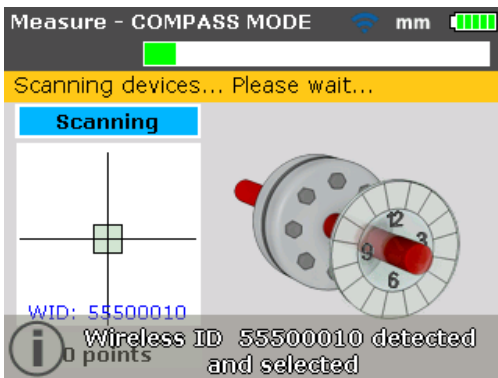 Measure - COMPASS MODE mm
Scanning devices... Please wait...
Scanning
12
3
9
6
WID: 55500010
0 points
Wireless ID 55500010 detected
and selected